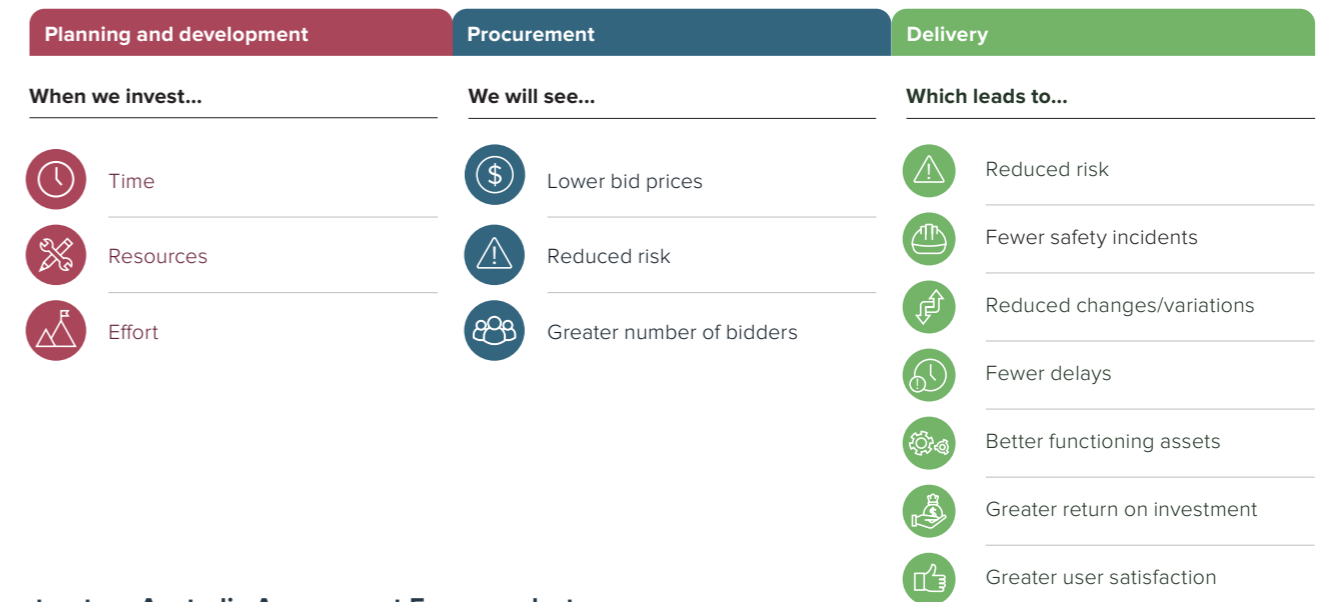 Planning and development
Procurement
Delivery
When we invest...
We will see...
Which leads to...
Time
Resources
Effort
$
Lower bid prices
Reduced risk
Greater number of bidders
Reduced risk
Fewer safety incidents
Reduced changes/variations
Fewer delays
Better functioning assets
$
Greater return on investment
Greater user satisfaction